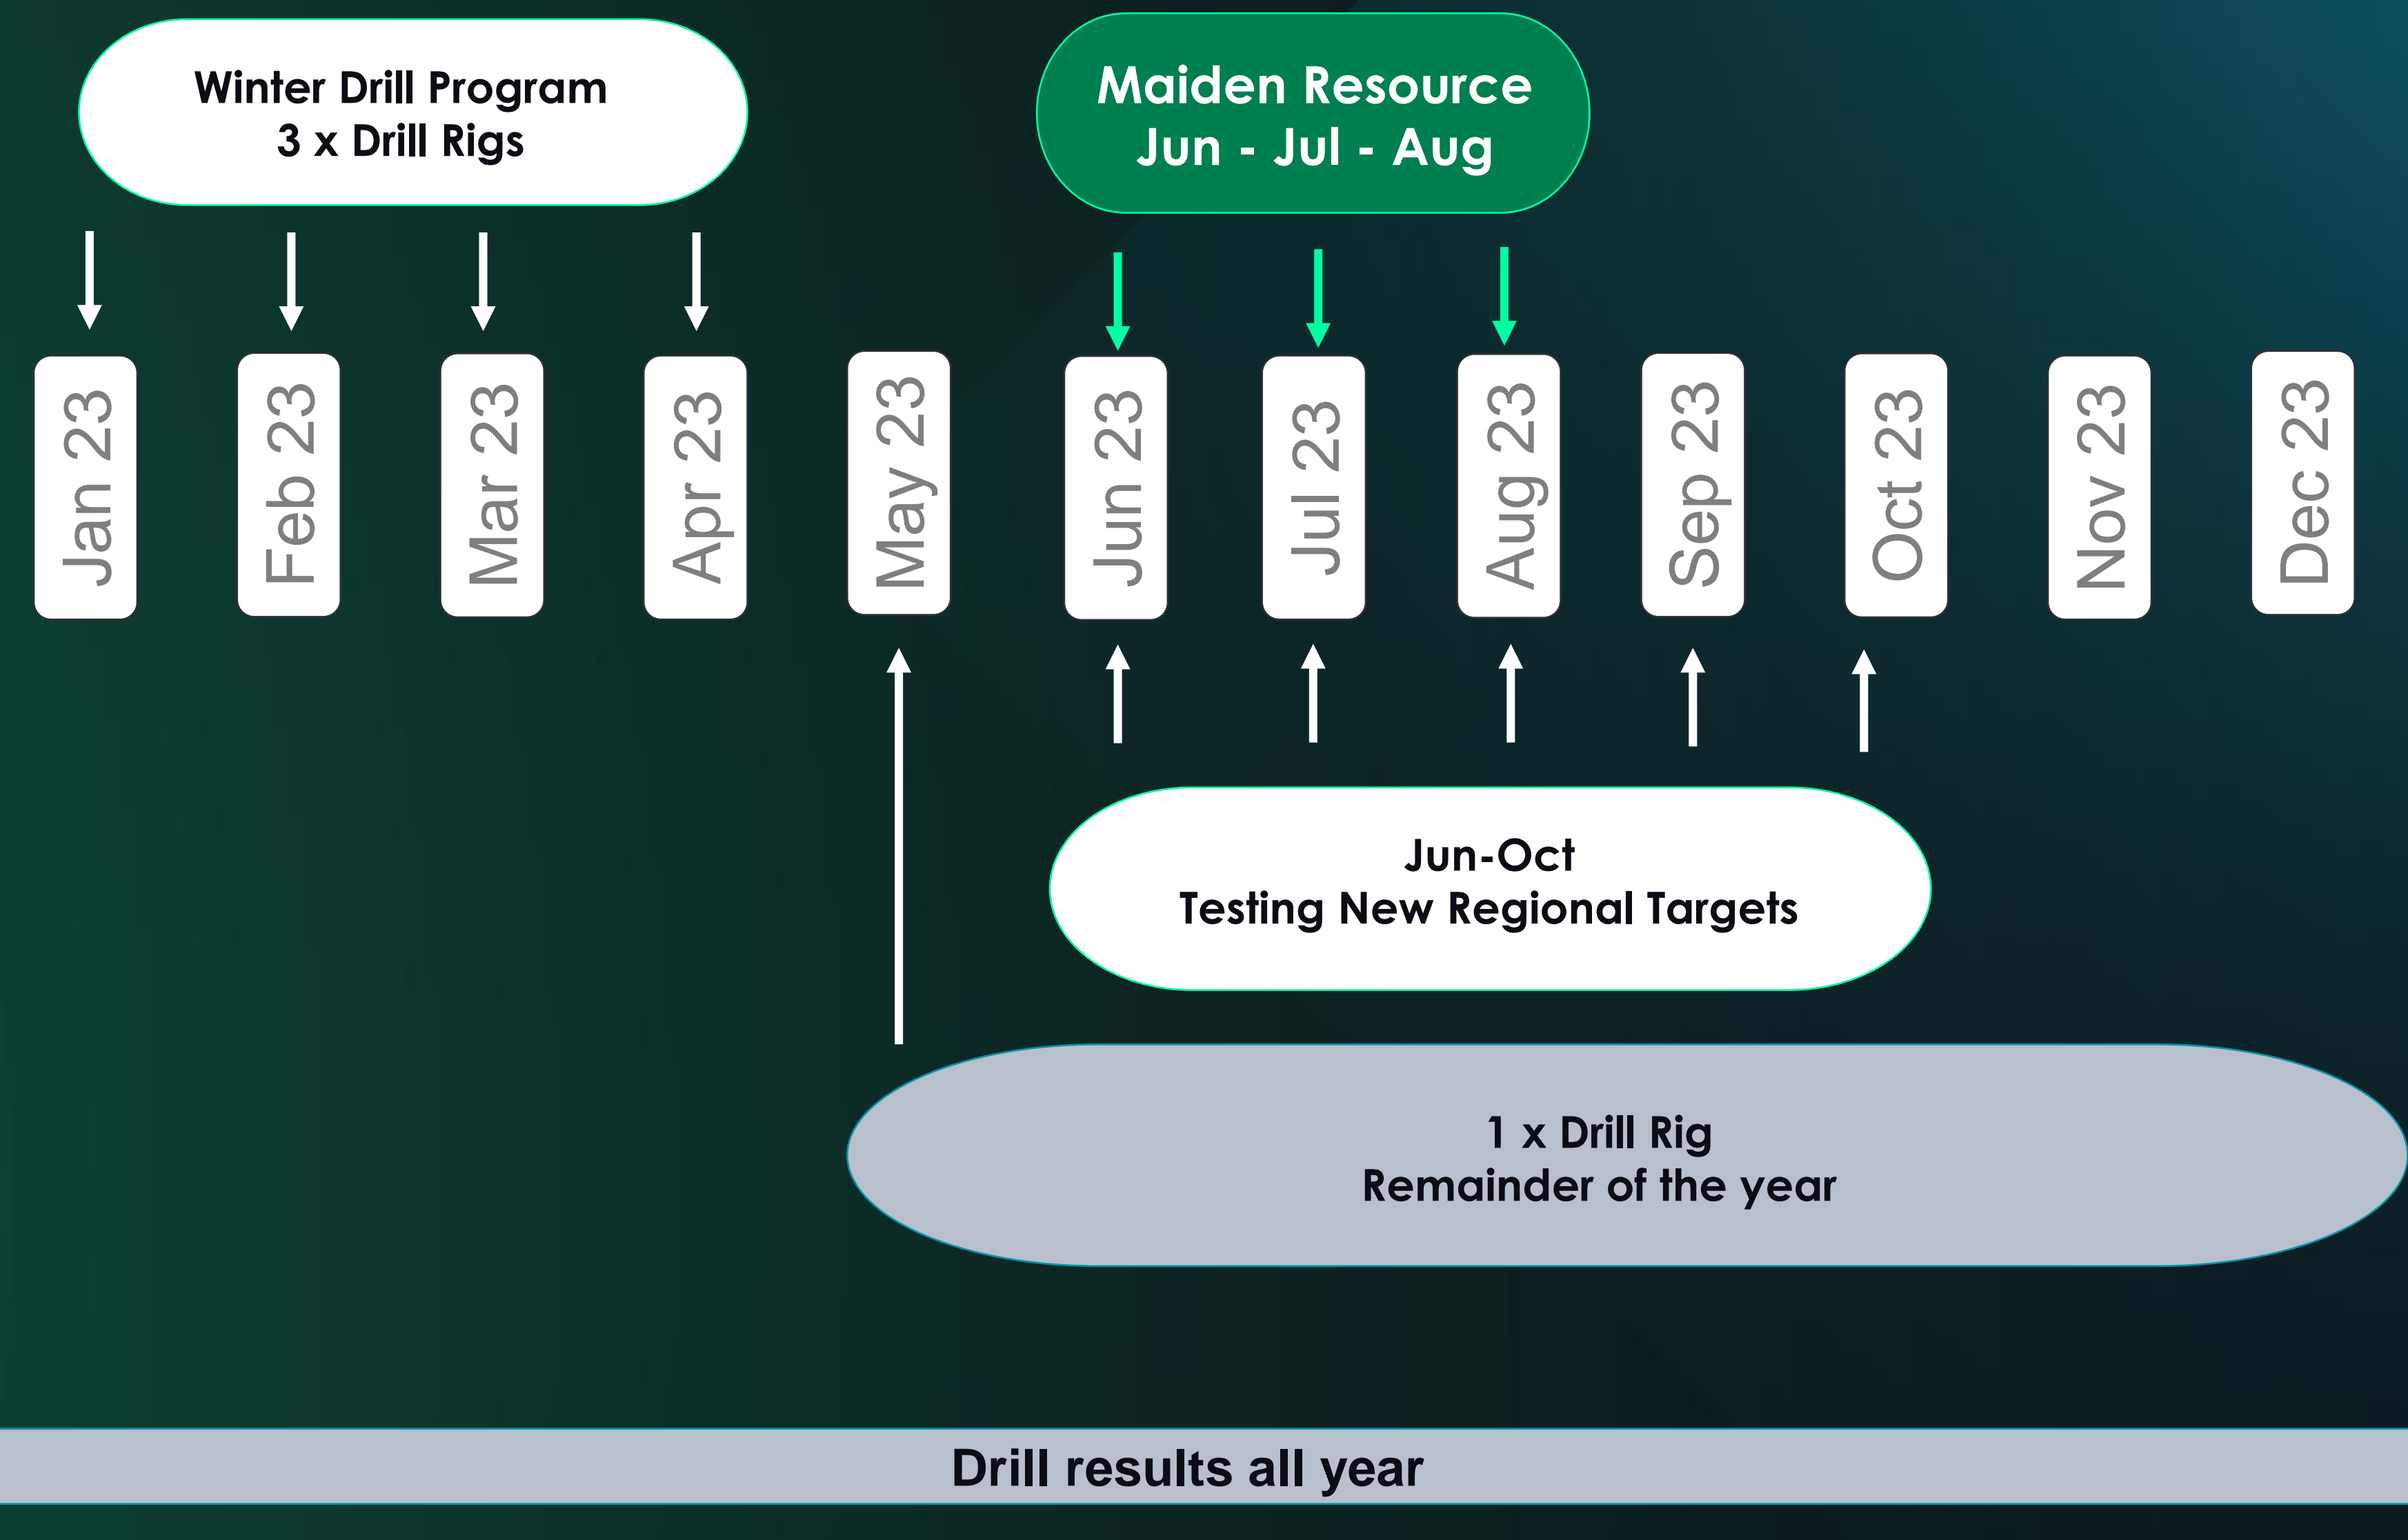 Winter Drill Program
3 x Drill Rigs
Maiden Resource
Jun - Jul - Aug
Jan 23
Feb 23
Mar 23
Apr 23
May 23
Jun 23
Jul 23
Aug 23
Sep 23
Oct 23
Nov 23
Dec 23
Jun-Oct
Testing New Regional Targets
1 x Drill Rig
Remainder of the year
Drill results all year